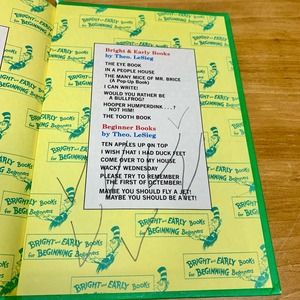 Bright & Early Books
by Theo. LeSieg
THE EYE BOOK
IN A PEOPLE HOUSE
THE MANY MICE OF MR. BRICE
(A Pop-Up Book)
I CAN WRITE!
WOULD YOU RATHER BE
A BULLFROG?
HOOPER HUMPERDINK . . . ?
NOT HIM!
THE TOOTH BOOK
Beginner Books
by Theo. LeSieg
TEN APPLES UP ON TOP
I WISH THAT I HAD DUCK FEET
COME OVER TO MY HOUSE
WACKY WEDNESDAY
PLEASE TRY TO REMEMBER
THE FIRST OF OCTEMBER!
MAYBE YOU SHOULD FLY A JET!
MAYBE YOU SHOULD BE A VET!
BRIGHT and EARLY BOOKS
for BEGINNING Beginners